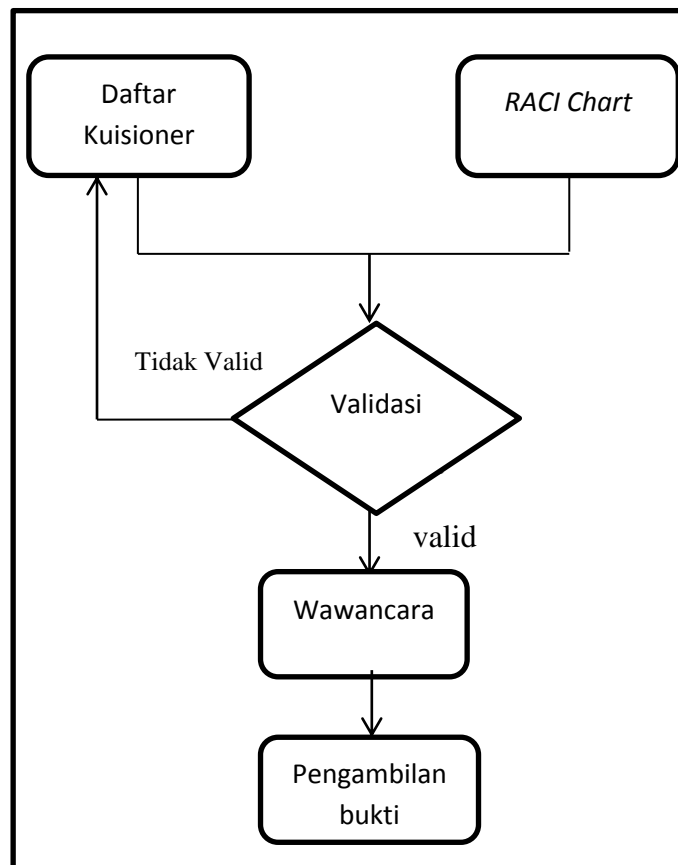 Daftar
Kuisioner
RACI Chart
Tidak Valid
Validasi
valid
Wawancara
Pengambilan
bukti